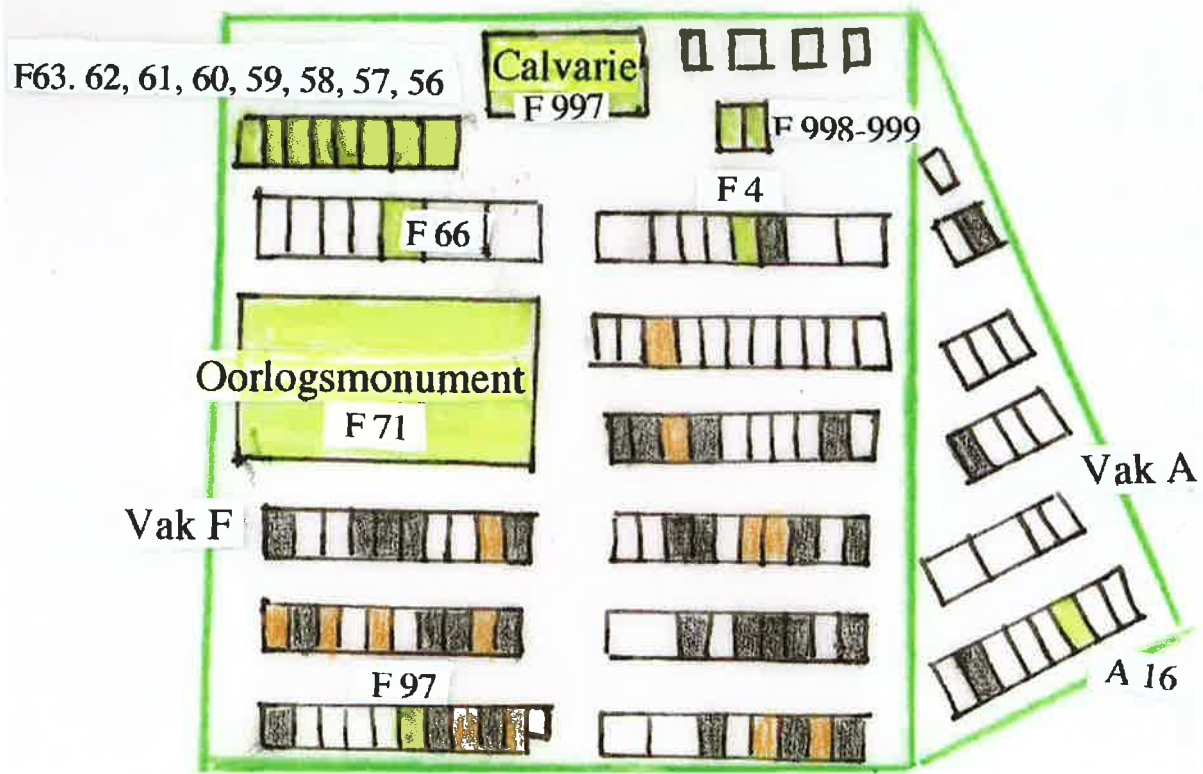 Calvarie
F 997
F63. 62, 61, 60, 59, 58, 57, 56
F 998-999
F 4
F 66
Oorlogsmonument
F 71
Vak A
Vak F
F 97
A 16